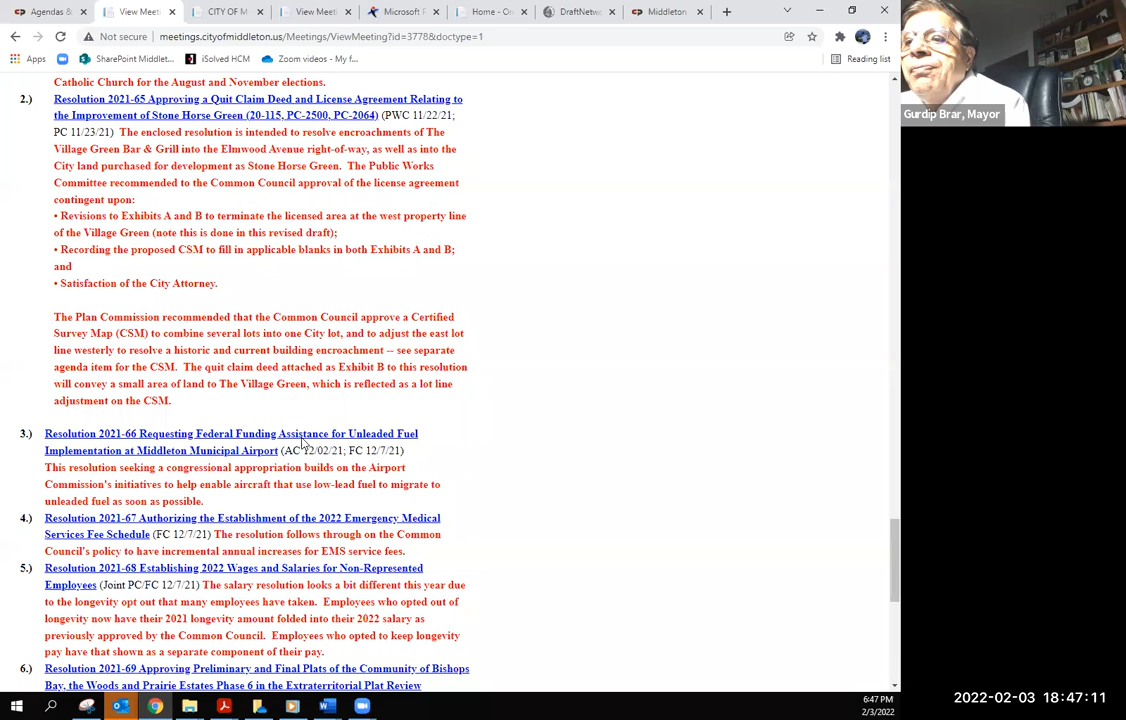 Agendas &
View Meeti
CITY OF M
View Meeti
Microsoft P
Home - On
DraftNetw
Middleton
Not secure | meetings.cityofmiddleton.us/Meetings/ViewMeeting?id=3778&doctype=1
Apps
SharePoint Middlet...
iSolved HCM
Zoom videos - My f...
Reading list
Gurdip Brar, Mayor
Catholic Church for the August and November elections.
2.) Resolution 2021-65 Approving a Quit Claim Deed and License Agreement Relating to
the Improvement of Stone Horse Green (20-115, PC-2500, PC-2064) (PWC 11/22/21;
PC 11/23/21) The enclosed resolution is intended to resolve encroachments of The
Village Green Bar & Grill into the Elmwood Avenue right-of-way, as well as into the
City land purchased for development as Stone Horse Green. The Public Works
Committee recommended to the Common Council approval of the license agreement
contingent upon:
• Revisions to Exhibits A and B to terminate the licensed area at the west property line
of the Village Green (note this is done in this revised draft);
• Recording the proposed CSM to fill in applicable blanks in both Exhibits A and B;
and
• Satisfaction of the City Attorney.
The Plan Commission recommended that the Common Council approve a Certified
Survey Map (CSM) to combine several lots into one City lot, and to adjust the east lot
line westerly to resolve a historic and current building encroachment -- see separate
agenda item for the CSM. The quit claim deed attached as Exhibit B to this resolution
will convey a small area of land to The Village Green, which is reflected as a lot line
adjustment on the CSM.
3.) Resolution 2021-66 Requesting Federal Funding Assistance for Unleaded Fuel
Implementation at Middleton Municipal Airport (AC 12/02/21; FC 12/7/21)
This resolution seeking a congressional appropriation builds on the Airport
Commission's initiatives to help enable aircraft that use low-lead fuel to migrate to
unleaded fuel as soon as possible.
4.) Resolution 2021-67 Authorizing the Establishment of the 2022 Emergency Medical
Services Fee Schedule (FC 12/7/21) The resolution follows through on the Common
Council's policy to have incremental annual increases for EMS service fees.
5.) Resolution 2021-68 Establishing 2022 Wages and Salaries for Non-Represented
Employees (Joint PC/FC 12/7/21) The salary resolution looks a bit different this year due
to the longevity opt out that many employees have taken. Employees who opted out of
longevity now have their 2021 longevity amount folded into their 2022 salary as
previously approved by the Common Council. Employees who opted to keep longevity
pay have that shown as a separate component of their pay.
6.) Resolution 2021-69 Approving Preliminary and Final Plats of the Community of Bishops
Bay, the Woods and Prairie Estates Phase 6 in the Extraterritorial Plat Review
6:47 PM
2/3/2022
2022-02-03 18:47:11